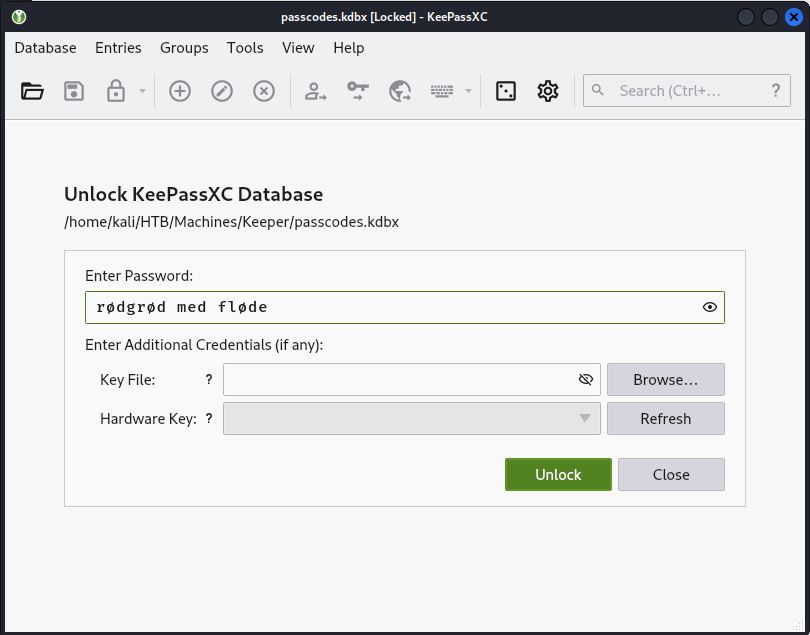 passcodes.kdbx [Locked] - KeePassXC
Database Entries Groups Tools View Help
Search (Ctrl+... ?
Unlock KeePassXC Database
/home/kali/HTB/Machines/Keeper/passcodes.kdbx
Enter Password:
rødgrød med fløde
Enter Additional Credentials (if any):
Key File: ? Browse...
Hardware Key: ? Refresh
Unlock Close